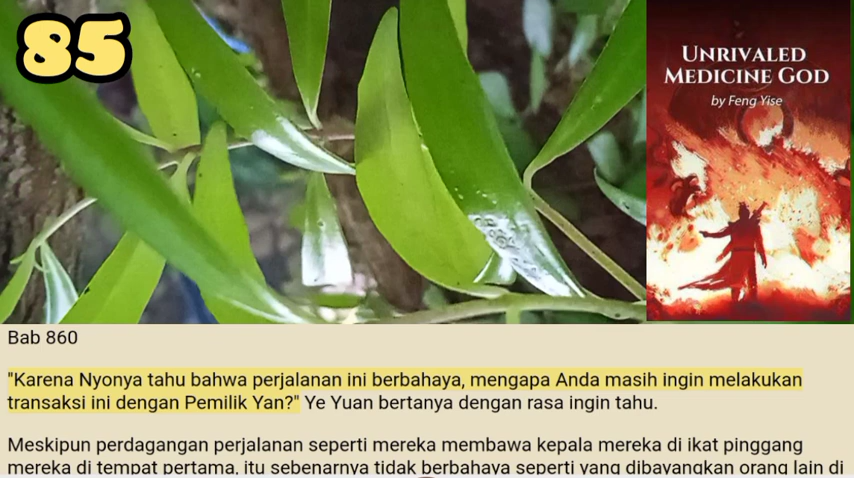 85
UNRIVALED
MEDICINE GOD
by Feng Yise
Bab 860
"Karena Nyonya tahu bahwa perjalanan ini berbahaya, mengapa Anda masih ingin melakukan
transaksi ini dengan Pemilik Yan?" Ye Yuan bertanya dengan rasa ingin tahu.
Meskipun perdagangan perjalanan seperti mereka membawa kepala mereka di ikat pinggang
mereka di tempat pertama, itu sebenarnya tidak berbahaya seperti yang dibayangkan orang lain di